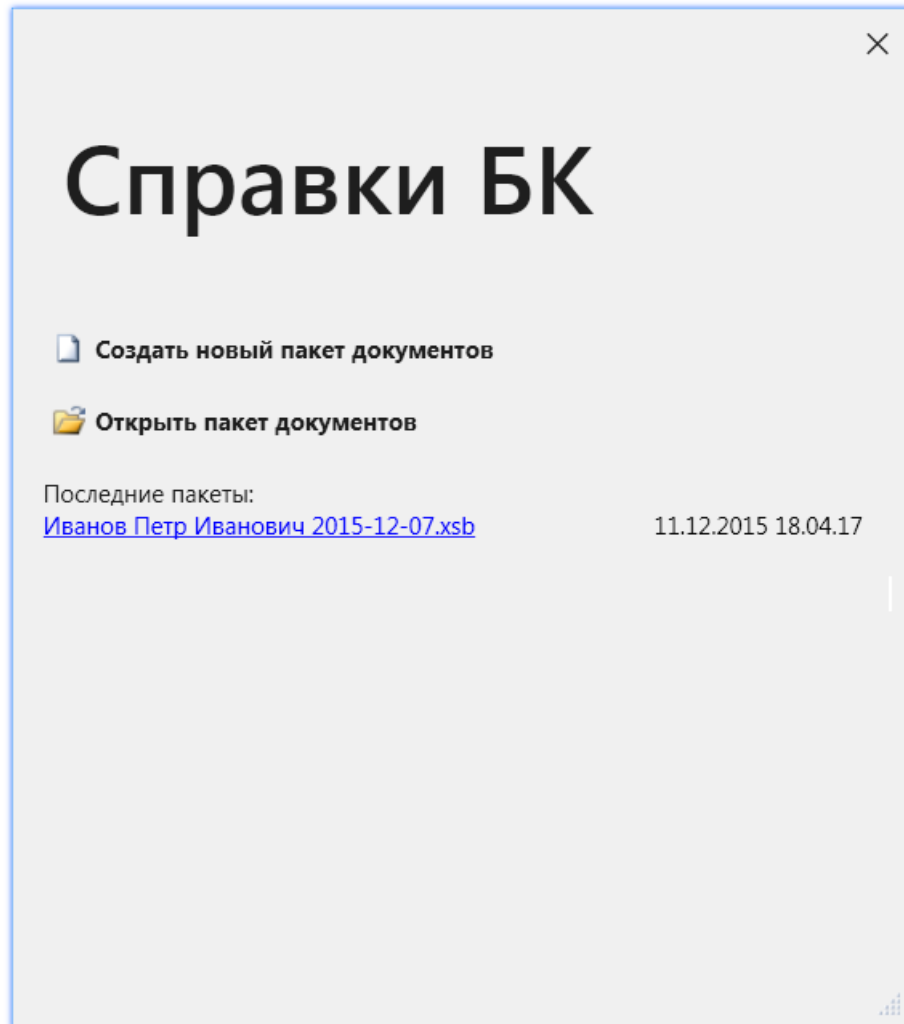 Справки БК
Создать новый пакет документов
Открыть пакет документов
Последние пакеты:
Иванов Петр Иванович 2015-12-07.xsb 11.12.2015 18.04.17